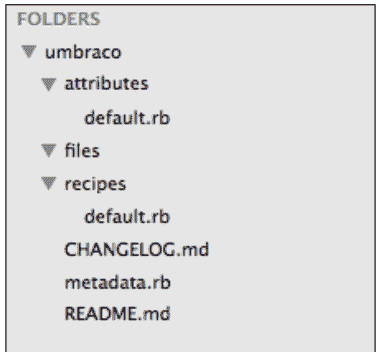 FOLDERS
umbraco
attributes
default.rb
files
recipes
default.rb
CHANGELOG.md
metadata.rb
README.md